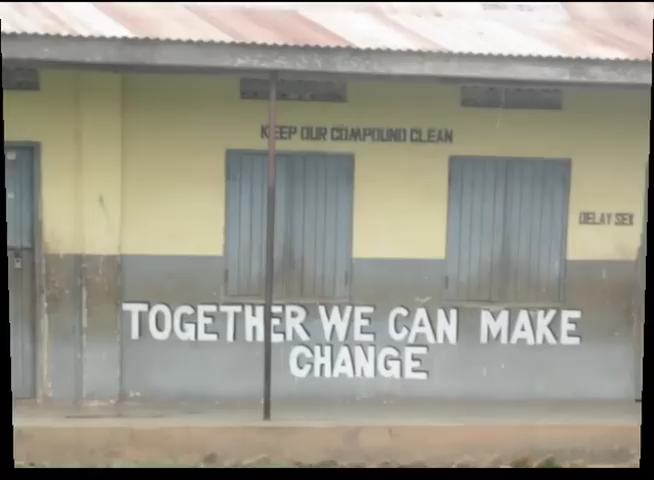 KEEP OUR COMPOUND CLEAN
DELAY SEX
TOGETHER WE CAN MAKE
CHANGE